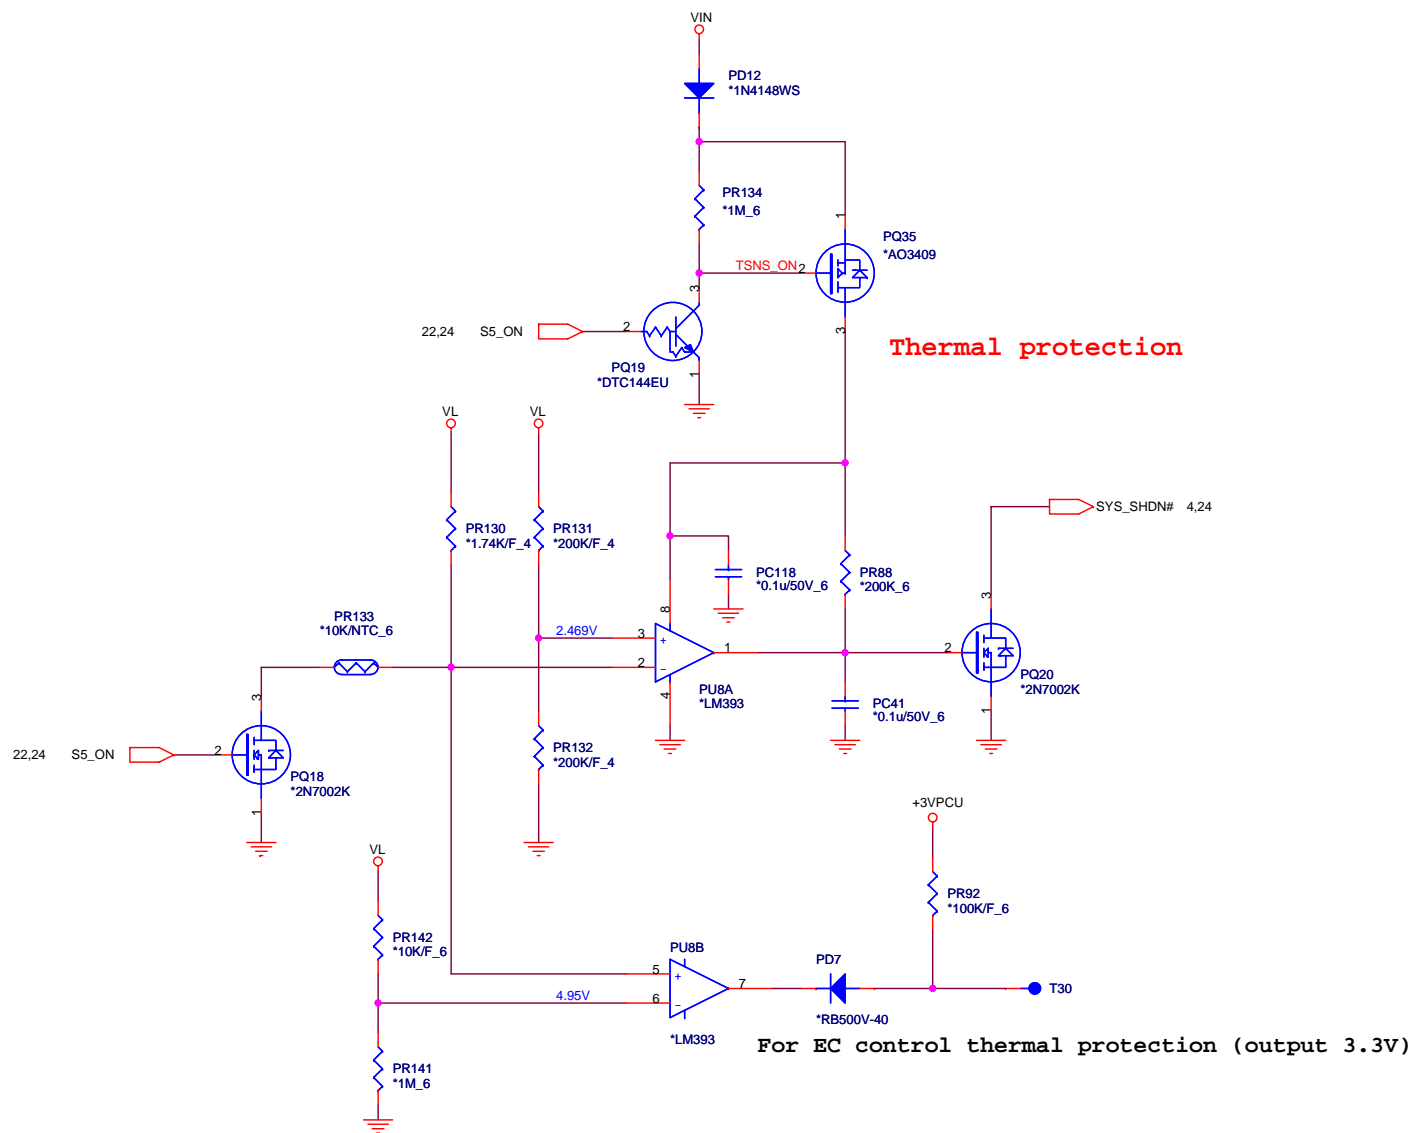 VIN
PD12
*1N4148WS
PR134
*1M_6
1
PQ35
*AO3409
TSNS_ON
2
3
3
22,24 S5_ON
2
PQ19
*DTC144EU
1
Thermal protection
VL
VL
PR130
*1.74K/F_4
PR131
*200K/F_4
SYS_SHDN# 4,24
PC118
*0.1u/50V_6
PR88
*200K_6
8
3
PR133
*10K/NTC_6
2.469V
3
+
2
-
1
4
PU8A
*LM393
2
PQ20
*2N7002K
1
PC41
*0.1u/50V_6
3
22,24 S5_ON
2
PQ18
*2N7002K
1
PR132
*200K/F_4
+3VPCU
VL
PR92
*100K/F_6
PR142
*10K/F_6
PU8B
5
+
4.95V
6
-
7
*LM393
PD7
*RB500V-40
T30
For EC control thermal protection (output 3.3V)
PR141
*1M_6